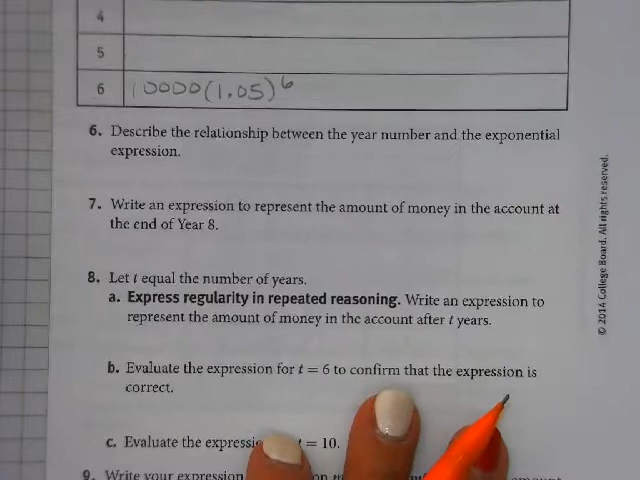 4
5
6 10000(1.05)^6
6. Describe the relationship between the year number and the exponential
expression.
7. Write an expression to represent the amount of money in the account at
the end of Year 8.
8. Let t equal the number of years.
a. Express regularity in repeated reasoning. Write an expression to
represent the amount of money in the account after t years.
b. Evaluate the expression for t = 6 to confirm that the expression is
correct.
c. Evaluate the t = 10.
9. Write your expression
© 2014 College Board. All rights reserved.